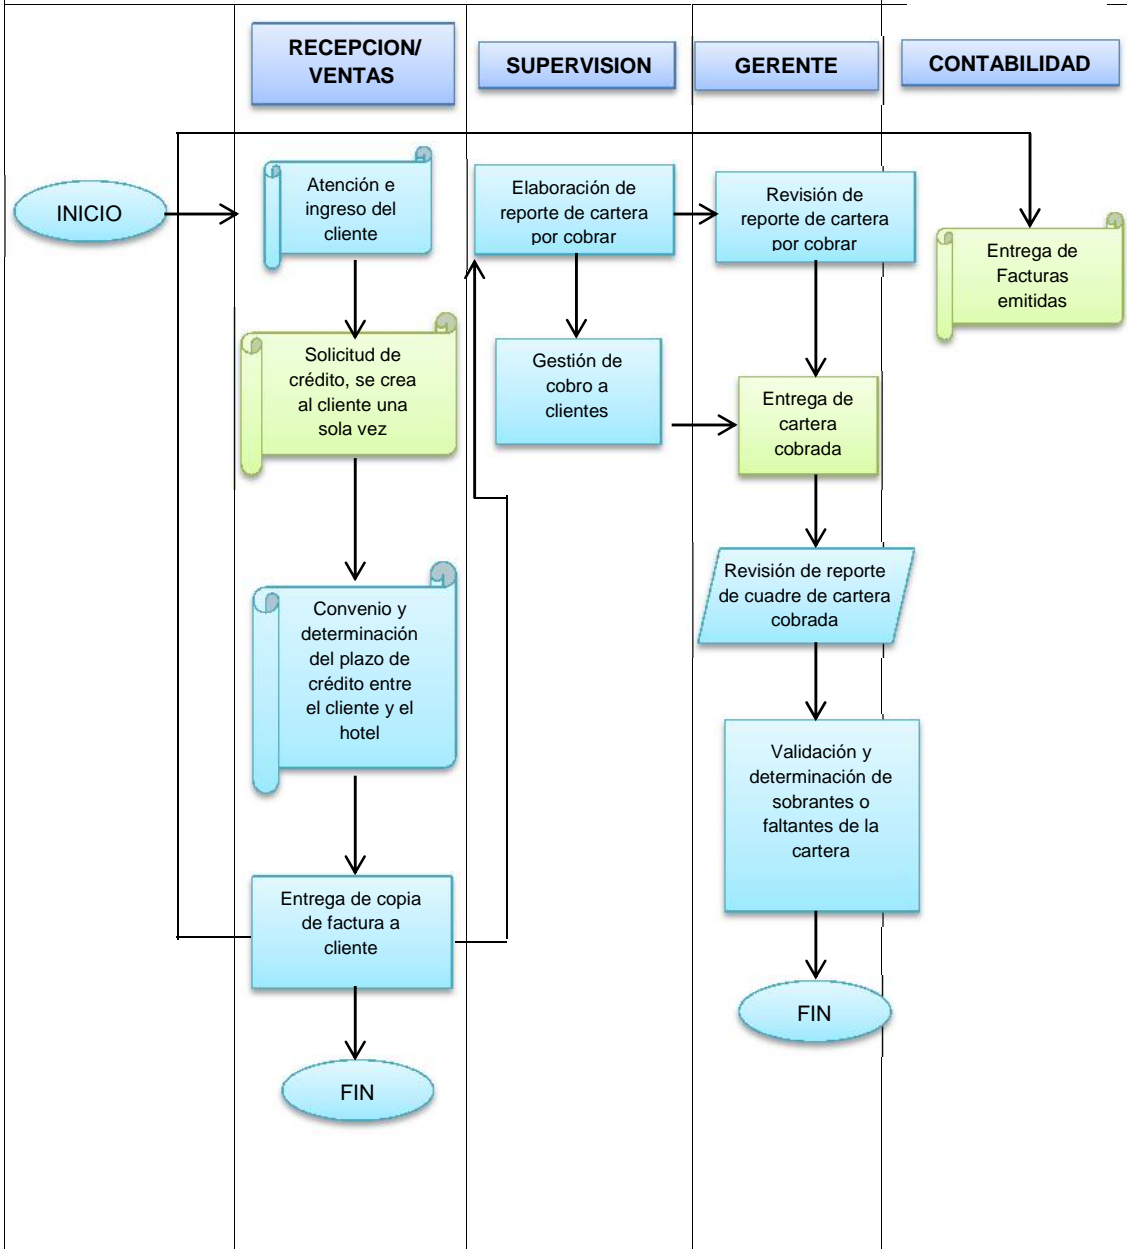 RECEPCION/
VENTAS
SUPERVISION
GERENTE
CONTABILIDAD
INICIO
Atención e
ingreso del
cliente
Solicitud de
crédito, se crea
al cliente una
sola vez
Convenio y
determinación
del plazo de
crédito entre
el cliente y el
hotel
Entrega de copia
de factura a
cliente
FIN
Elaboración de
reporte de cartera
por cobrar
Gestión de
cobro a
clientes
Revisión de
reporte de cartera
por cobrar
Entrega de
cartera
cobrada
Revisión de reporte
de cuadre de cartera
cobrada
Validación y
determinación de
sobrantes o
faltantes de la
cartera
FIN
Entrega de
Facturas
emitidas